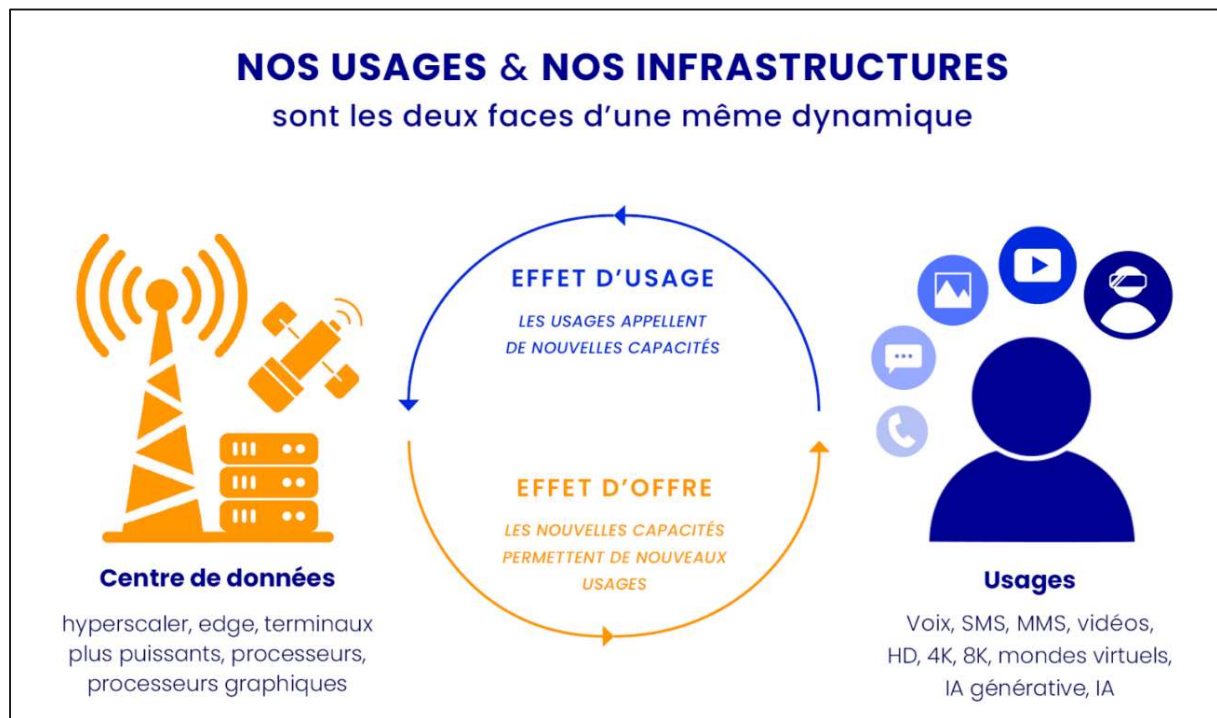 NOS USAGES & NOS INFRASTRUCTURES
sont les deux faces d'une même dynamique
EFFET D'USAGE
LES USAGES APPELLENT
DE NOUVELLES CAPACITÉS
EFFET D'OFFRE
LES NOUVELLES CAPACITÉS
PERMETTENT DE NOUVEAUX
USAGES
Centre de données
hyperscaler, edge, terminaux
plus puissants, processeurs,
processeurs graphiques
Usages
Voix, SMS, MMS, vidéos,
HD, 4K, 8K, mondes virtuels,
IA générative, IA